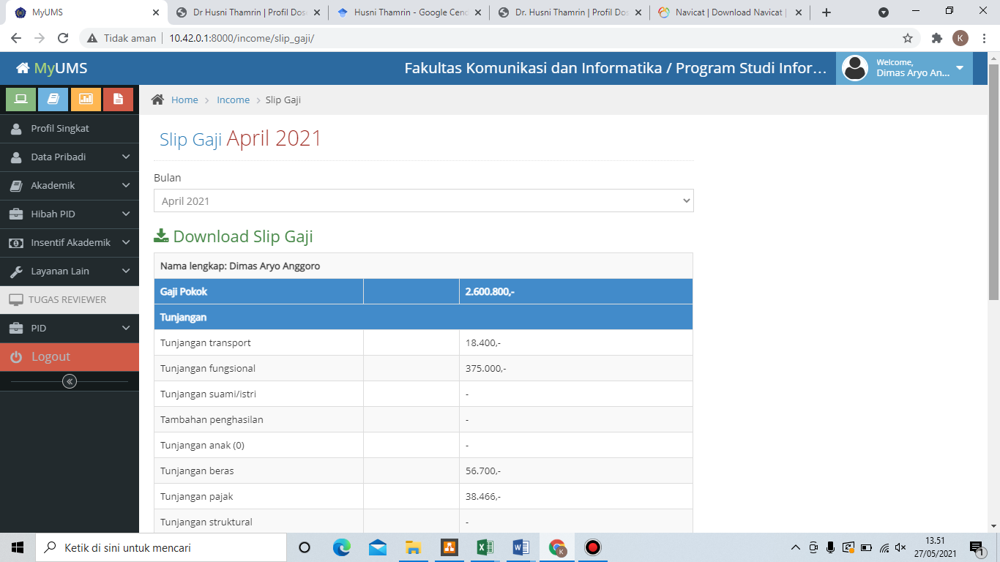 MyUMS
Dr Husni Thamrin | Profil Dos
Husni Thamrin - Google Cend
Dr. Husni Thamrin | Profil Dos
Navicat | Download Navicat |
Tidak aman
10.42.0.1:8000/income/slip_gaji/
K
MyUMS
Fakultas Komunikasi dan Informatika / Program Studi Infor...
Welcome,
Dimas Aryo An...
Home > Income > Slip Gaji
Profil Singkat
Data Pribadi
Akademik
Hibah PID
Insentif Akademik
Layanan Lain
TUGAS REVIEWER
PID
Logout
Slip Gaji April 2021
Bulan
April 2021
Download Slip Gaji
Nama lengkap: Dimas Aryo Anggoro
Gaji Pokok 2.600.800,-
Tunjangan
Tunjangan transport 18.400,-
Tunjangan fungsional 375.000,-
Tunjangan suami/istri -
Tambahan penghasilan -
Tunjangan anak (0) -
Tunjangan beras 56.700,-
Tunjangan pajak 38.466,-
Tunjangan struktural -
Ketik di sini untuk mencari
K
13.51
27/05/2021
1